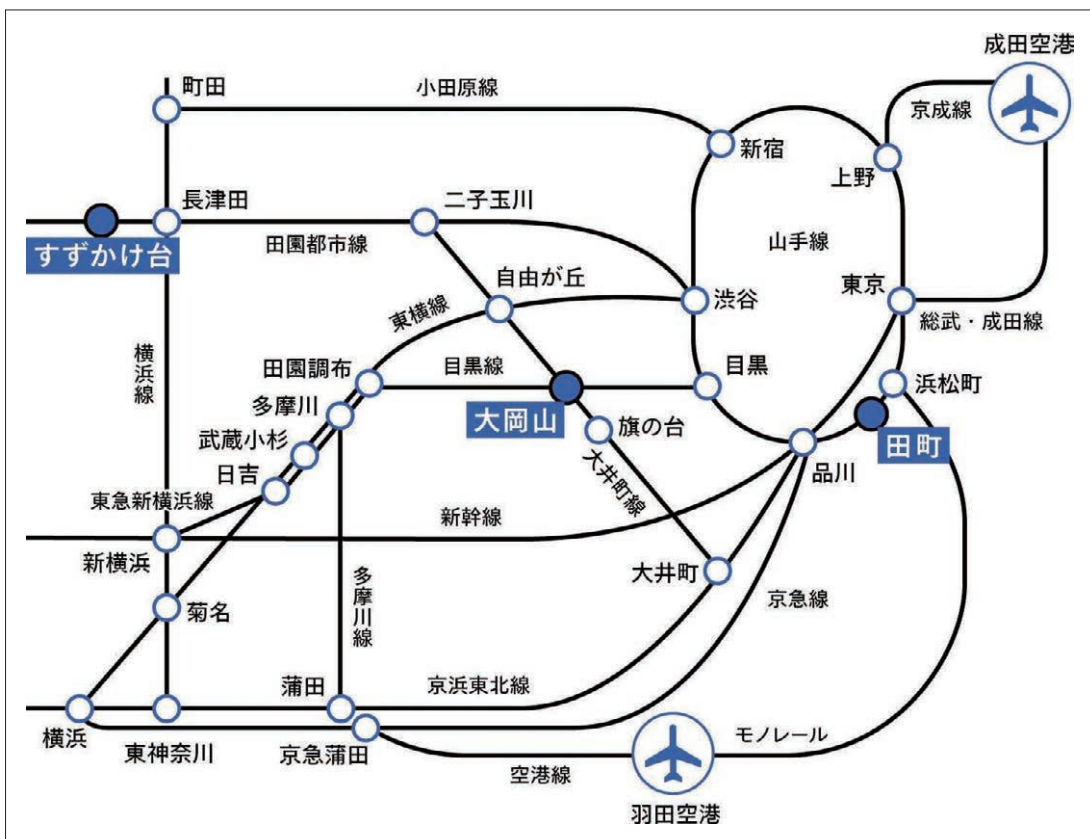 成田空港
町田
小田原線
京成線
新宿
上野
長津田
二子玉川
すずかけ台
田園都市線
山手線
自由が丘
渋谷
東京
東横線
総武・成田線
横浜線
田園調布
目黒線
目黒
浜松町
多摩川
大岡山
旗の台
田町
武蔵小杉
大井町線
品川
日吉
東急新横浜線
新幹線
新横浜
大井町
多摩川線
京急線
菊名
蒲田
京浜東北線
横浜
東神奈川
京急蒲田
モノレール
空港線
羽田空港